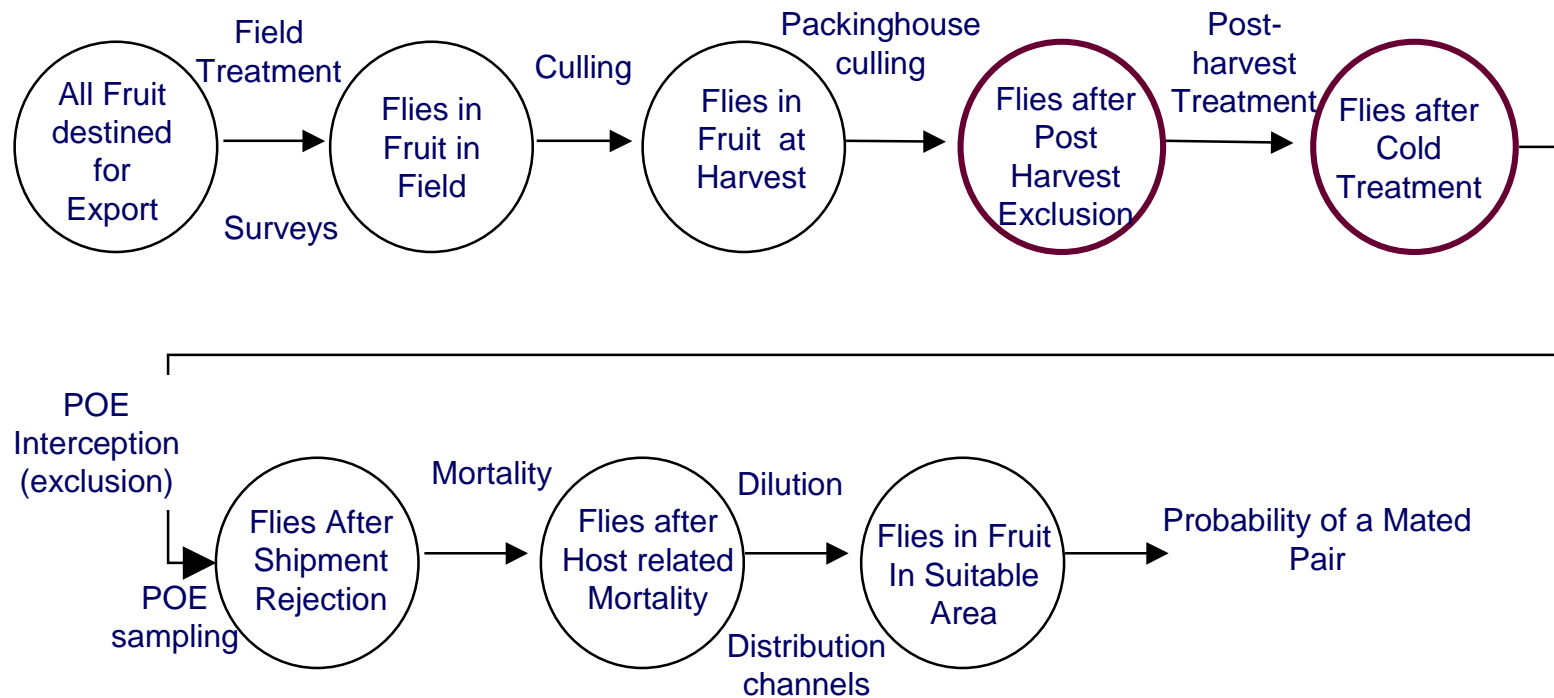 Field
Treatment
Culling
Packinghouse
culling
Post-
harvest
Treatment
All Fruit
destined
for
Export
Surveys
Flies in
Fruit in
Field
Flies in
Fruit at
Harvest
Flies after
Post
Harvest
Exclusion
Flies after
Cold
Treatment
POE
Interception
(exclusion)
POE
sampling
Flies After
Shipment
Rejection
Mortality
Flies after
Host related
Mortality
Dilution
Distribution
channels
Flies in Fruit
In Suitable
Area
Probability of a Mated
Pair